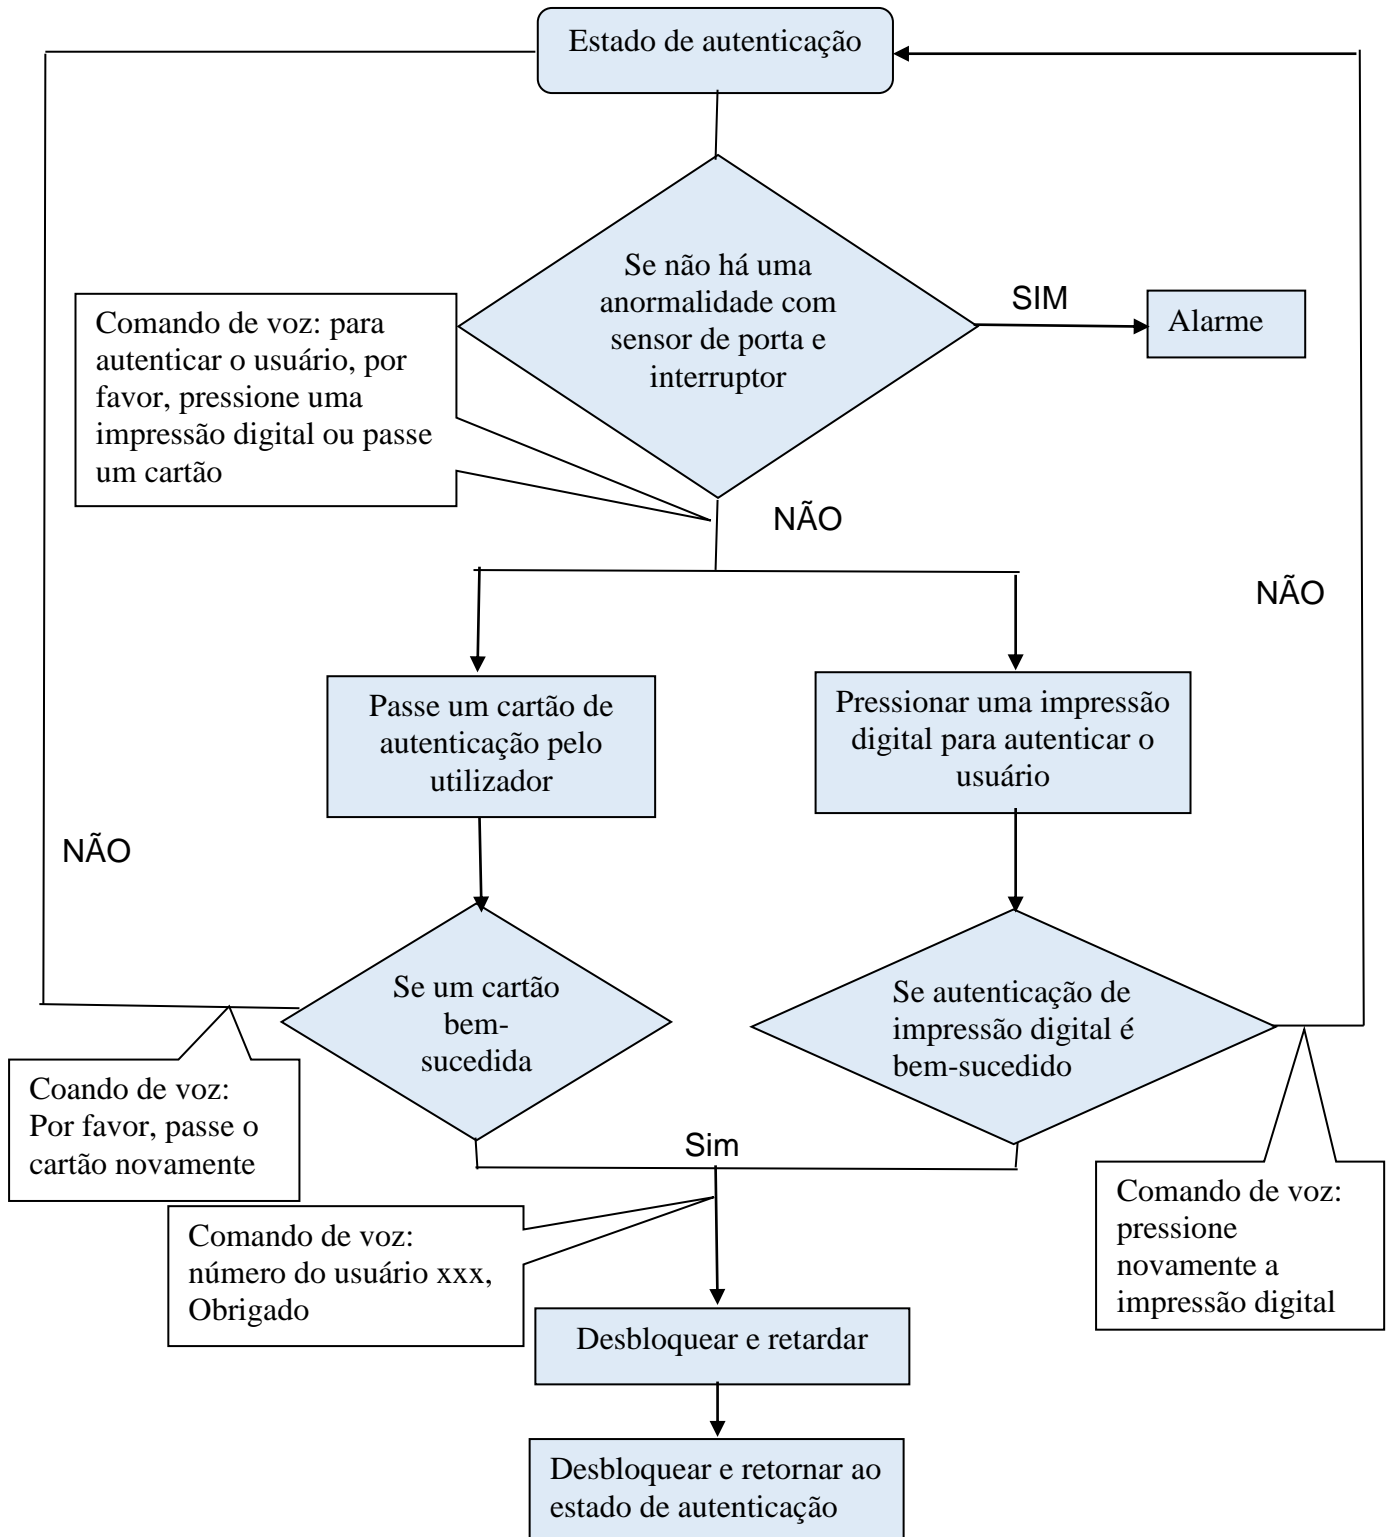 Estado de autenticação
Se não há uma
anormalidade com
sensor de porta e
interruptor
SIM
Alarme
Comando de voz: para
autenticar o usuário, por
favor, pressione uma
impressão digital ou passe
um cartão
NÃO
NÃO
Passe um cartão de
autenticação pelo
utilizador
Pressionar uma impressão
digital para autenticar o
usuário
NÃO
Se um cartão
bem-
sucedida
Se autenticação de
impressão digital é
bem-sucedido
Coando de voz:
Por favor, passe o
cartão novamente
Sim
Comando de voz:
pressione
novamente a
impressão digital
Comando de voz:
número do usuário xxx,
Obrigado
Desbloquear e retardar
Desbloquear e retornar ao
estado de autenticação